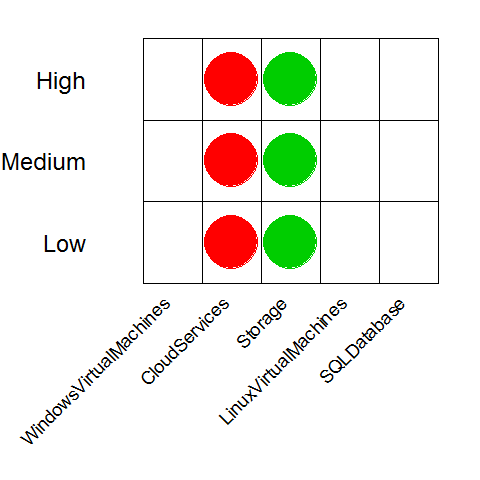 High
Medium
Low
WindowsVirtualMachines
CloudServices
Storage
LinuxVirtualMachines
SQLDatabase